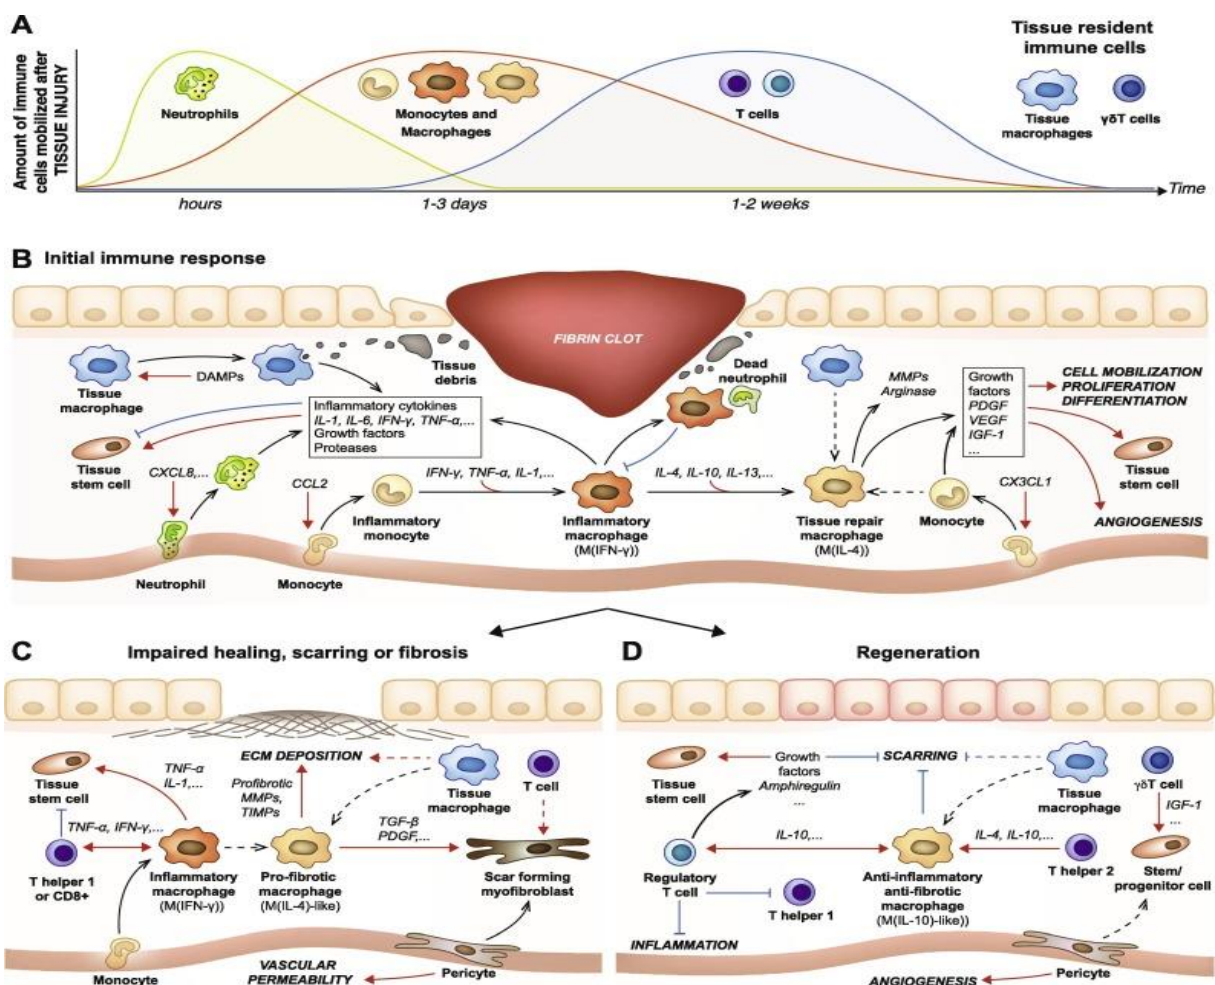 A
Amount of immune
cells mobilized after
TISSUE INJURY
Neutrophils
Monocytes and
Macrophages
T cells
Tissue resident
immune cells
Tissue
macrophages
γδT cells
hours
1-3 days
1-2 weeks
Time
B Initial immune response
FIBRIN CLOT
Tissue
macrophage
DAMPs
Tissue
debris
Dead
neutrophil
Inflammatory cytokines
IL-1, IL-6, IFN-γ, TNF-α,...
Growth factors
Proteases
MMPs
Arginase
Growth
factors
PDGF
VEGF
IGF-1
...
CELL MOBILIZATION
PROLIFERATION
DIFFERENTIATION
Tissue
stem cell
CXCL8,...
CCL2
IFN-γ, TNF-α, IL-1,...
IL-4, IL-10, IL-13,...
CX3CL1
Tissue
stem cell
Inflammatory
monocyte
Inflammatory
macrophage
(M(IFN-γ))
Tissue repair
macrophage
(M(IL-4))
Monocyte
ANGIOGENESIS
Neutrophil
Monocyte
C Impaired healing, scarring or fibrosis
Tissue
stem cell
TNF-α
IL-1,...
ECM DEPOSITION
Profibrotic
MMPs,
TIMPs
Tissue
macrophage
T cell
TNF-α, IFN-γ,...
TGF-β
PDGF,...
T helper 1
or CD8+
Inflammatory
macrophage
(M(IFN-γ))
Pro-fibrotic
macrophage
(M(IL-4)-like)
Scar forming
myofibroblast
Monocyte
VASCULAR
PERMEABILITY
Pericyte
D Regeneration
Tissue
stem cell
Growth
factors
Amphiregulin
...
SCARRING
Tissue
macrophage
γδT cell
IGF-1
...
IL-10,...
IL-4, IL-10,...
Regulatory
T cell
T helper 1
Anti-inflammatory
anti-fibrotic
macrophage
(M(IL-10)-like))
T helper 2
Stem/
progenitor cell
INFLAMMATION
ANGIOGENESIS
Pericyte